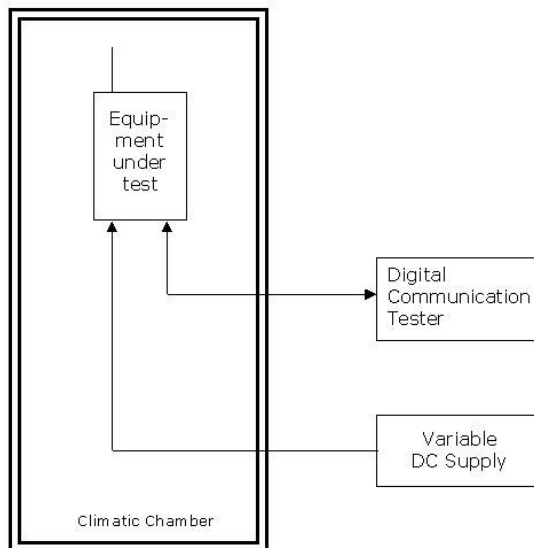 Equip-
ment
under
test
Digital
Communication
Tester
Variable
DC Supply
Climatic Chamber